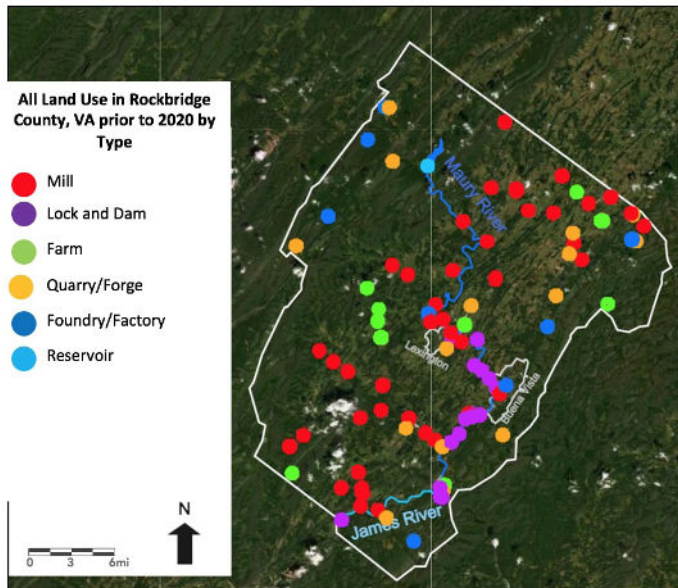 All Land Use in Rockbridge
County, VA prior to 2020 by
Type
Mill
Lock and Dam
Farm
Quarry/Forge
Foundry/Factory
Reservoir
N
0 3 6mi
Maury River
Lexington
Buena Vista
James River